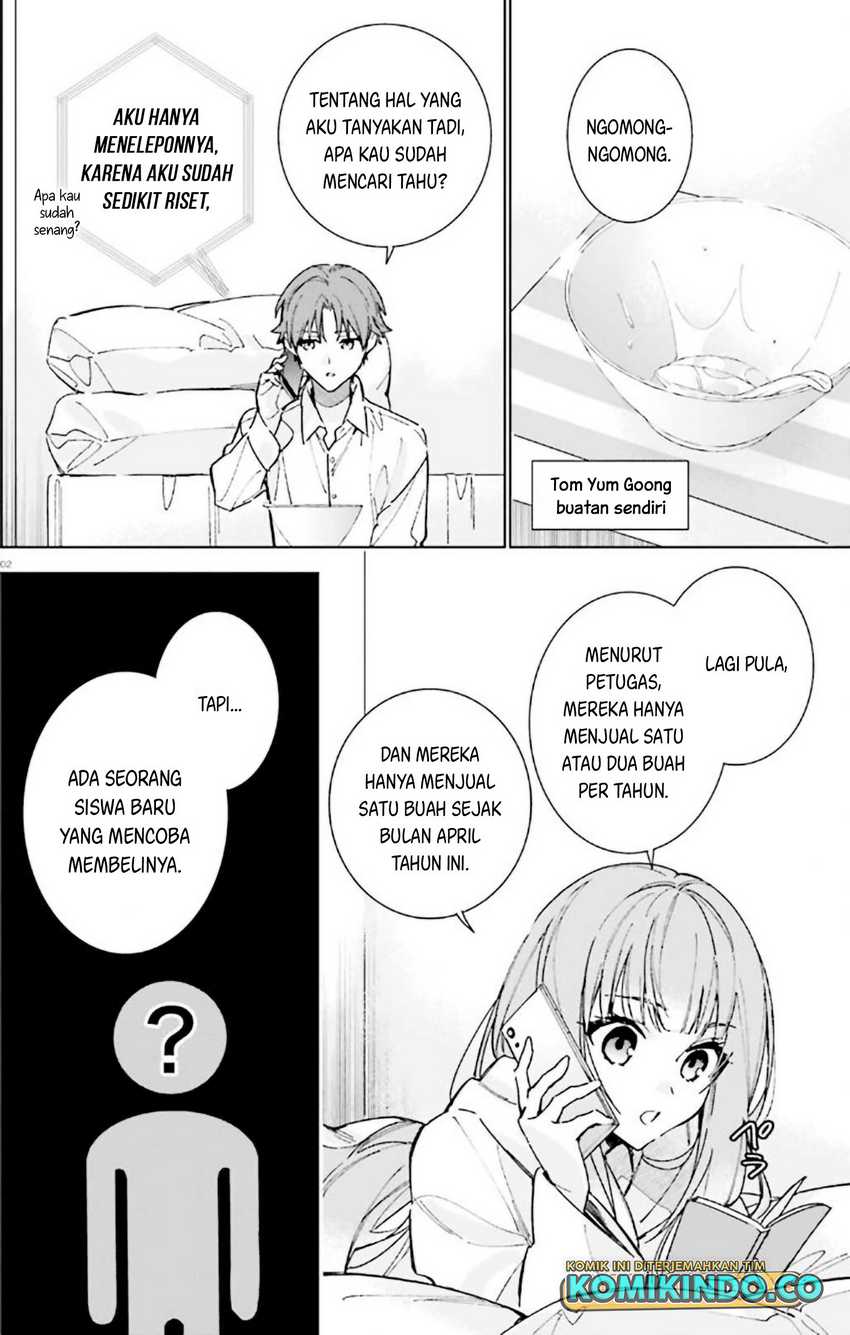 NGOMONG-
NGOMONG.
Tom Yum Goong
buatan sendiri
TENTANG HAL YANG
AKU TANYAKAN TADI,
APA KAU SUDAH
MENCARI TAHU?
AKU HANYA
MENELEPONNYA,
KARENA AKU SUDAH
SEDIKIT RISET,
Apa kau
sudah
senang?
02
LAGI PULA,
MENURUT
PETUGAS,
MEREKA HANYA
MENJUAL SATU
ATAU DUA BUAH
PER TAHUN.
DAN MEREKA
HANYA MENJUAL
SATU BUAH SEJAK
BULAN APRIL
TAHUN INI.
ペラ
TAPI...
ADA SEORANG
SISWA BARU
YANG MENCOBA
MEMBELINYA.
?
KOMIK INI DITERJEMAHKAN TIM
KOMIKINDO.CO